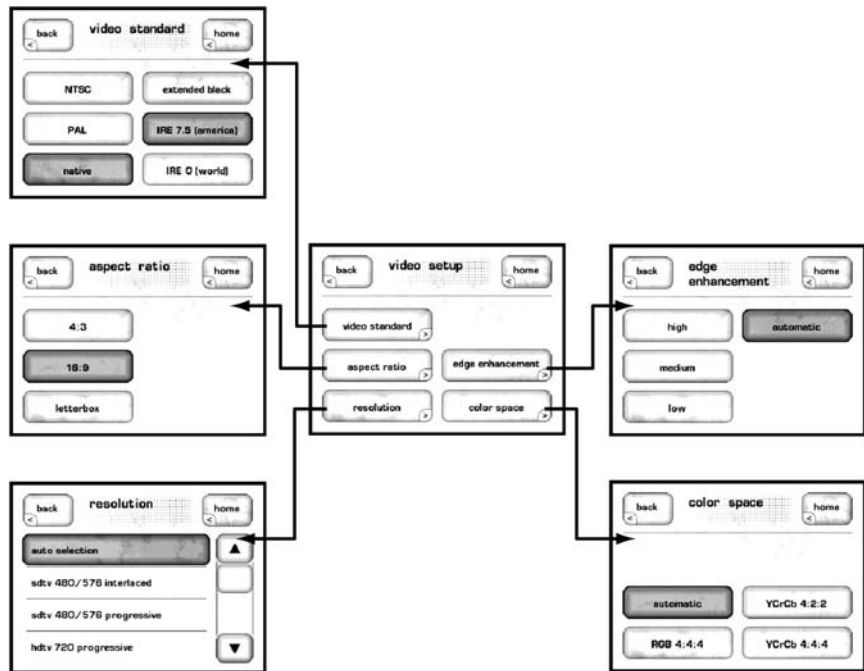 video standard
back
home
NTSC
extended black
PAL
IRE 7.5 (america)
native
IRE 0 (world)
aspect ratio
back
home
4:3
16:9
letterbox
video setup
back
home
video standard
aspect ratio
edge enhancement
resolution
color space
edge
enhancement
back
home
high
automatic
medium
low
resolution
back
home
auto selection
sdtv 480/576 interlaced
sdtv 480/576 progressive
hdtv 720 progressive
color space
back
home
automatic
YCrCb 4:2:2
RGB 4:4:4
YCrCb 4:4:4